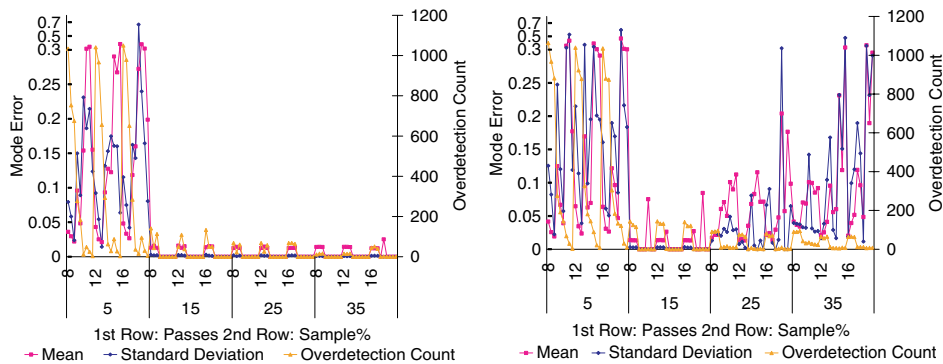 0.7
0.5
0.3
0.25
0.2
0.15
0.1
0.05
0
Mode Error
1200
1000
800
600
400
200
0
Overdetection Count
8 12 16 8 12 16 8 12 16 8 12 16
5 15 25 35
1st Row: Passes 2nd Row: Sample%
Mean Standard Deviation Overdetection Count
0.7
0.5
0.3
0.25
0.2
0.15
0.1
0.05
0
Mode Error
1200
1000
800
600
400
200
0
Overdetection Count
8 12 16 8 12 16 8 12 16 8 12 16
5 15 25 35
1st Row: Passes 2nd Row: Sample%
Mean Standard Deviation Overdetection Count